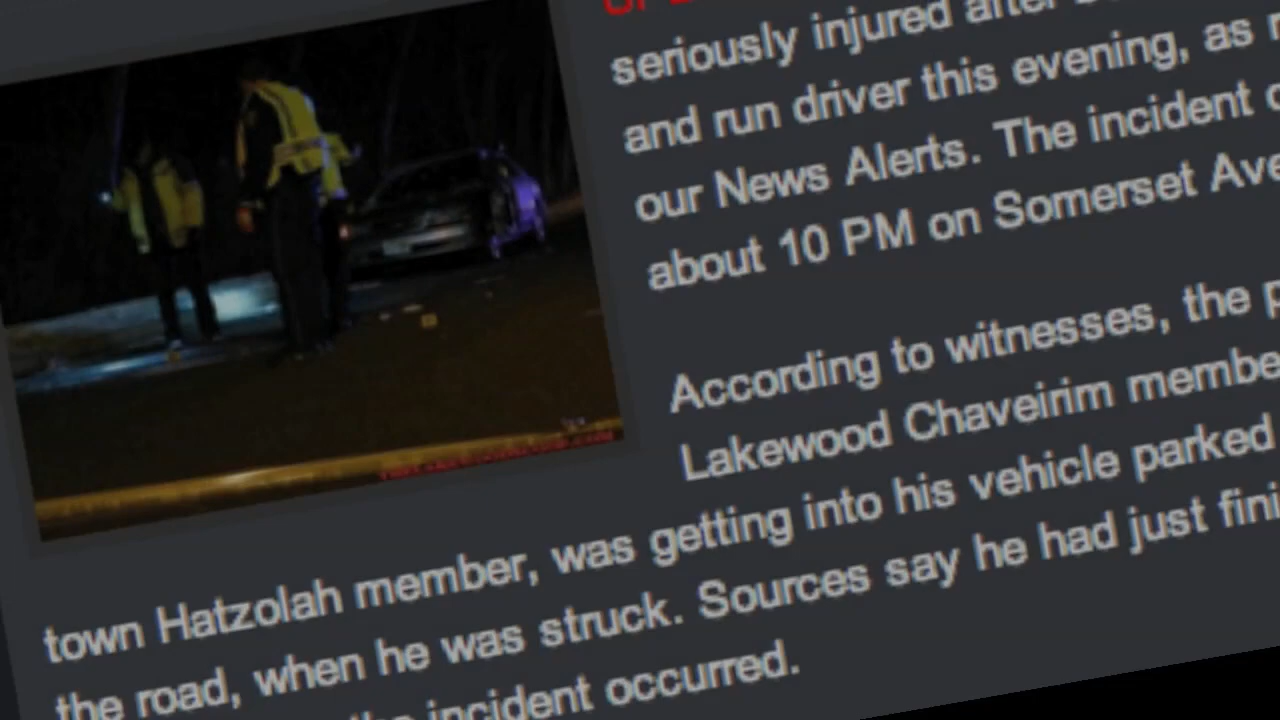 seriously injured after
and run driver this evening, as
our News Alerts. The incident
about 10 PM on Somerset Ave
According to witnesses, the
Lakewood Chaveirim membe
town Hatzolah member, was getting into his vehicle parked
the road, when he was struck. Sources say he had just fini
the incident occurred.